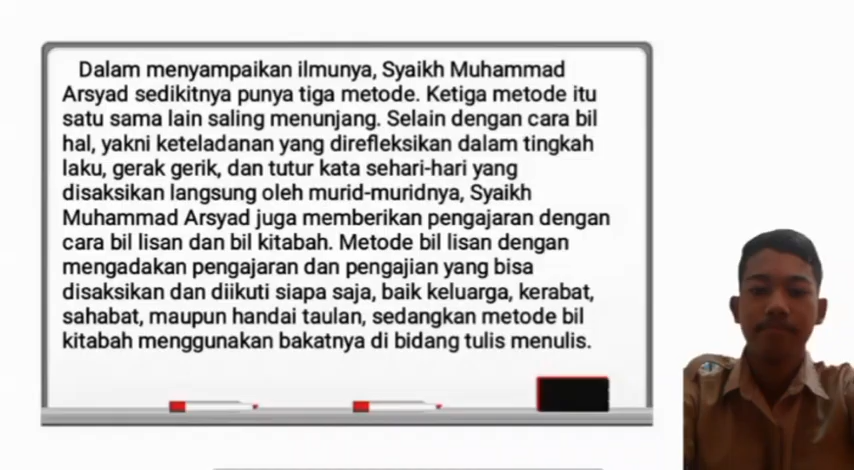 Dalam menyampaikan ilmunya, Syaikh Muhammad
Arsyad sedikitnya punya tiga metode. Ketiga metode itu
satu sama lain saling menunjang. Selain dengan cara bil
hal, yakni keteladanan yang direfleksikan dalam tingkah
laku, gerak gerik, dan tutur kata sehari-hari yang
disaksikan langsung oleh murid-muridnya, Syaikh
Muhammad Arsyad juga memberikan pengajaran dengan
cara bil lisan dan bil kitabah. Metode bil lisan dengan
mengadakan pengajaran dan pengajian yang bisa
disaksikan dan diikuti siapa saja, baik keluarga, kerabat,
sahabat, maupun handai taulan, sedangkan metode bil
kitabah menggunakan bakatnya di bidang tulis menulis.